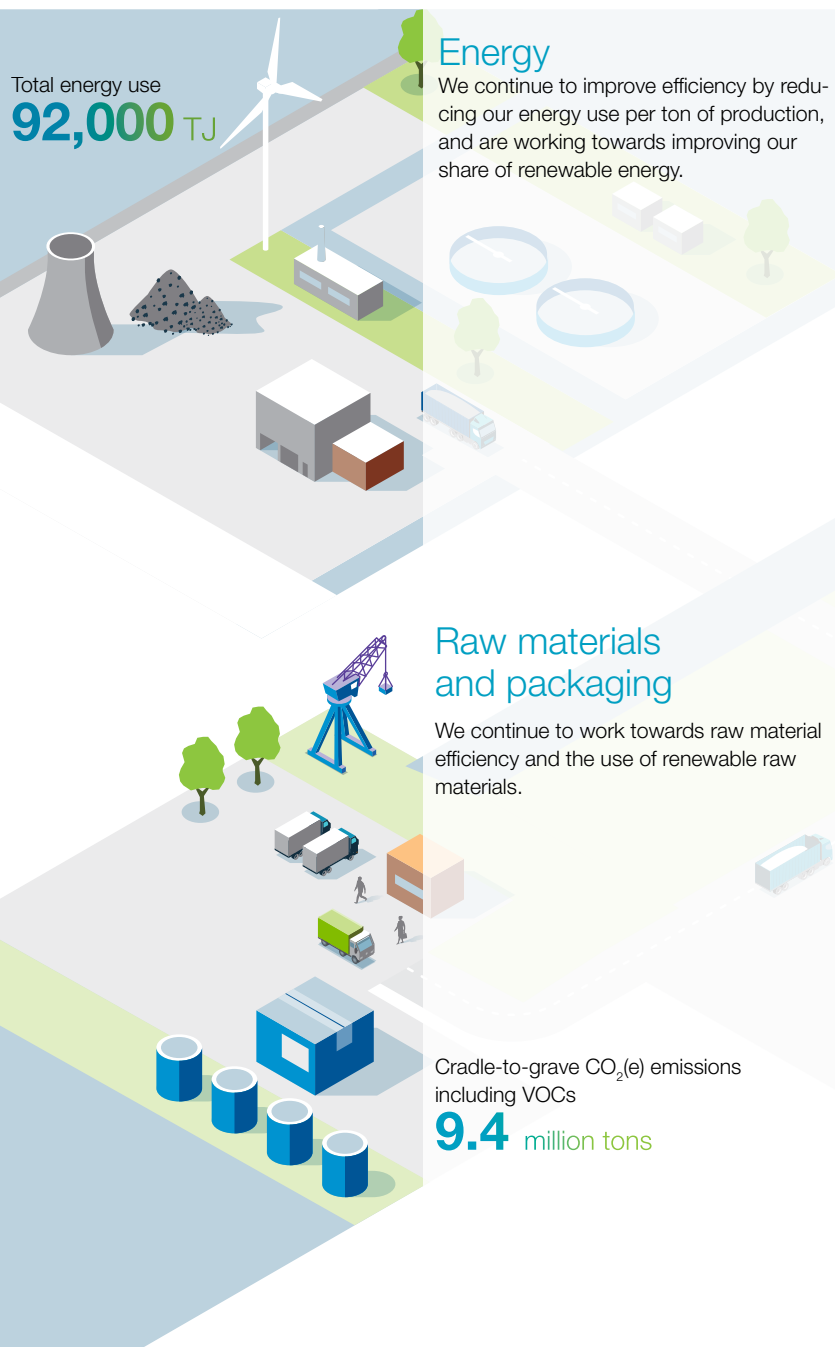 Total energy use
92,000 TJ
Energy
We continue to improve efficiency by redu-
cing our energy use per ton of production,
and are working towards improving our
share of renewable energy.
Raw materials
and packaging
We continue to work towards raw material
efficiency and the use of renewable raw
materials.
Cradle-to-grave CO₂(e) emissions
including VOCs
9.4 million tons